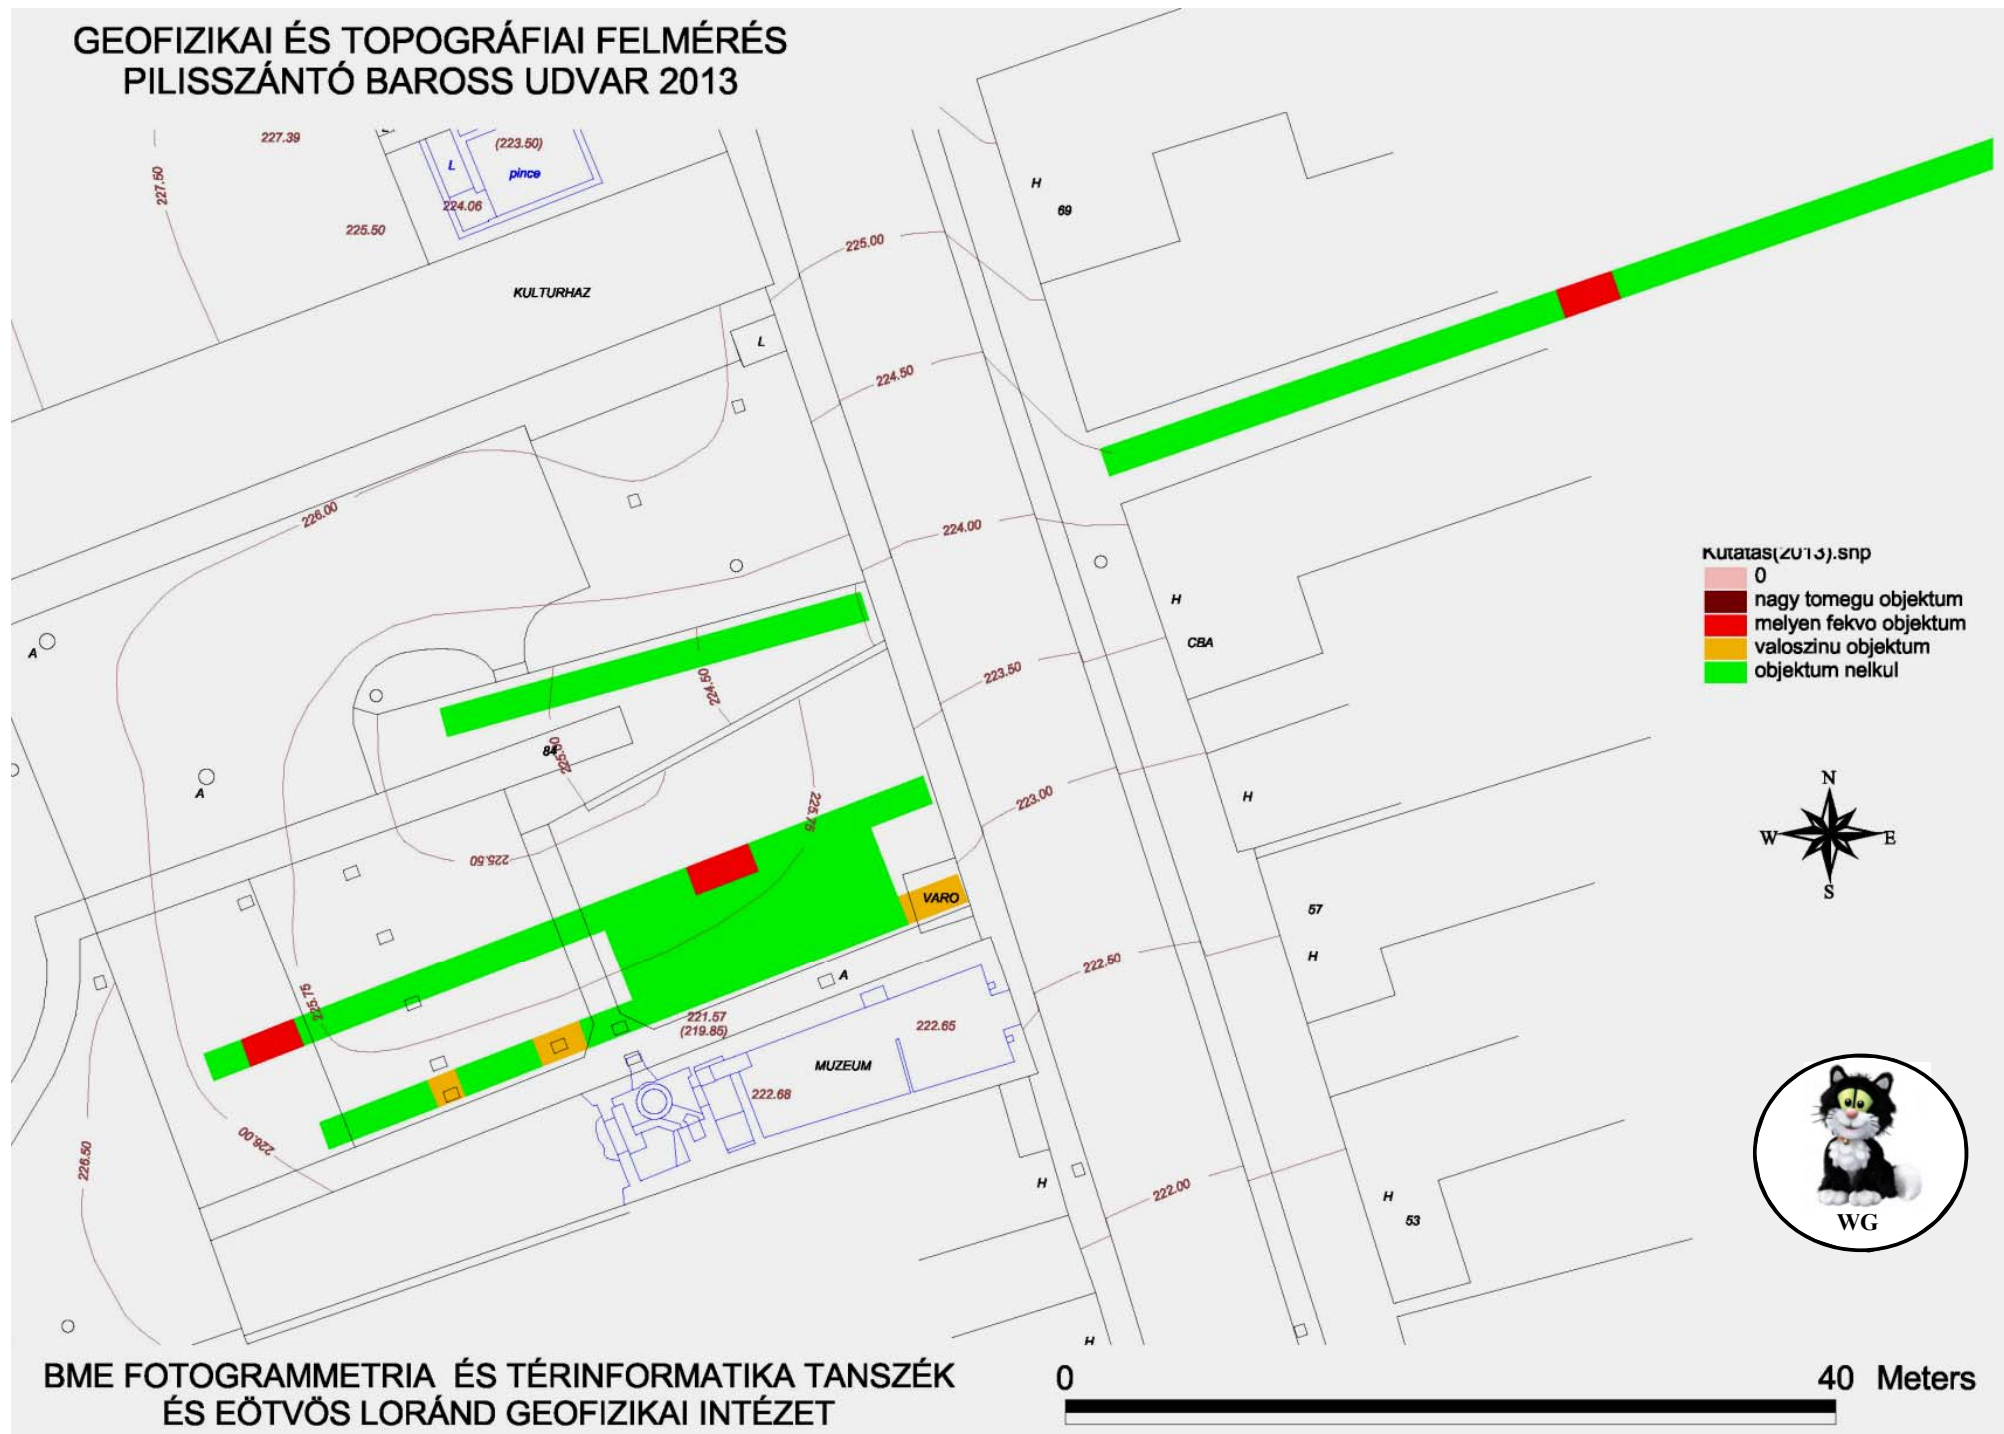 GEOFIZIKAI ÉS TOPOGRÁFIAI FELMÉRÉS
PILISSZÁNTÓ BAROSS UDVAR 2013
227.39
(223.50)
L
pince
227.50
224.06
225.50
H
69
225.00
KULTURHAZ
L
224.50
226.00
224.00
Kutatas(2013).shp
0
nagy tomegu objektum
melyen fekvo objektum
valoszinu objektum
objektum nelkul
H
CBA
A
223.50
224.50
84
225.50
A
N
W
E
S
H
223.00
225.75
225.50
VARO
57
H
222.50
A
225.75
221.57
(219.85)
222.65
MUZEUM
222.68
226.00
226.50
H
222.00
H
53
WG
H
BME FOTOGRAMMETRIA ÉS TÉRINFORMATIKA TANSZÉK
ÉS EÖTVÖS LORÁND GEOFIZIKAI INTÉZET
0
40 Meters